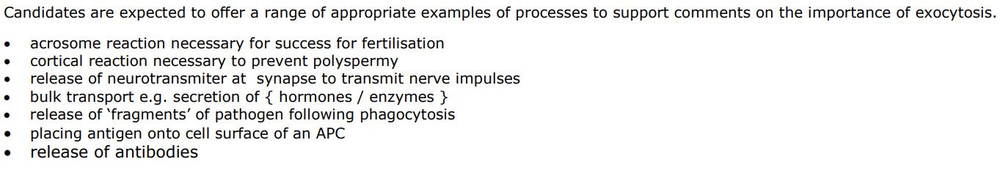 Candidates are expected to offer a range of appropriate examples of processes to support comments on the importance of exocytosis.
• acrosome reaction necessary for success for fertilisation
• cortical reaction necessary to prevent polyspermy
• release of neurotransmiter at  synapse to transmit nerve impulses
• bulk transport e.g. secretion of { hormones / enzymes }
• release of ‘fragments’ of pathogen following phagocytosis
• placing antigen onto cell surface of an APC
• release of antibodies